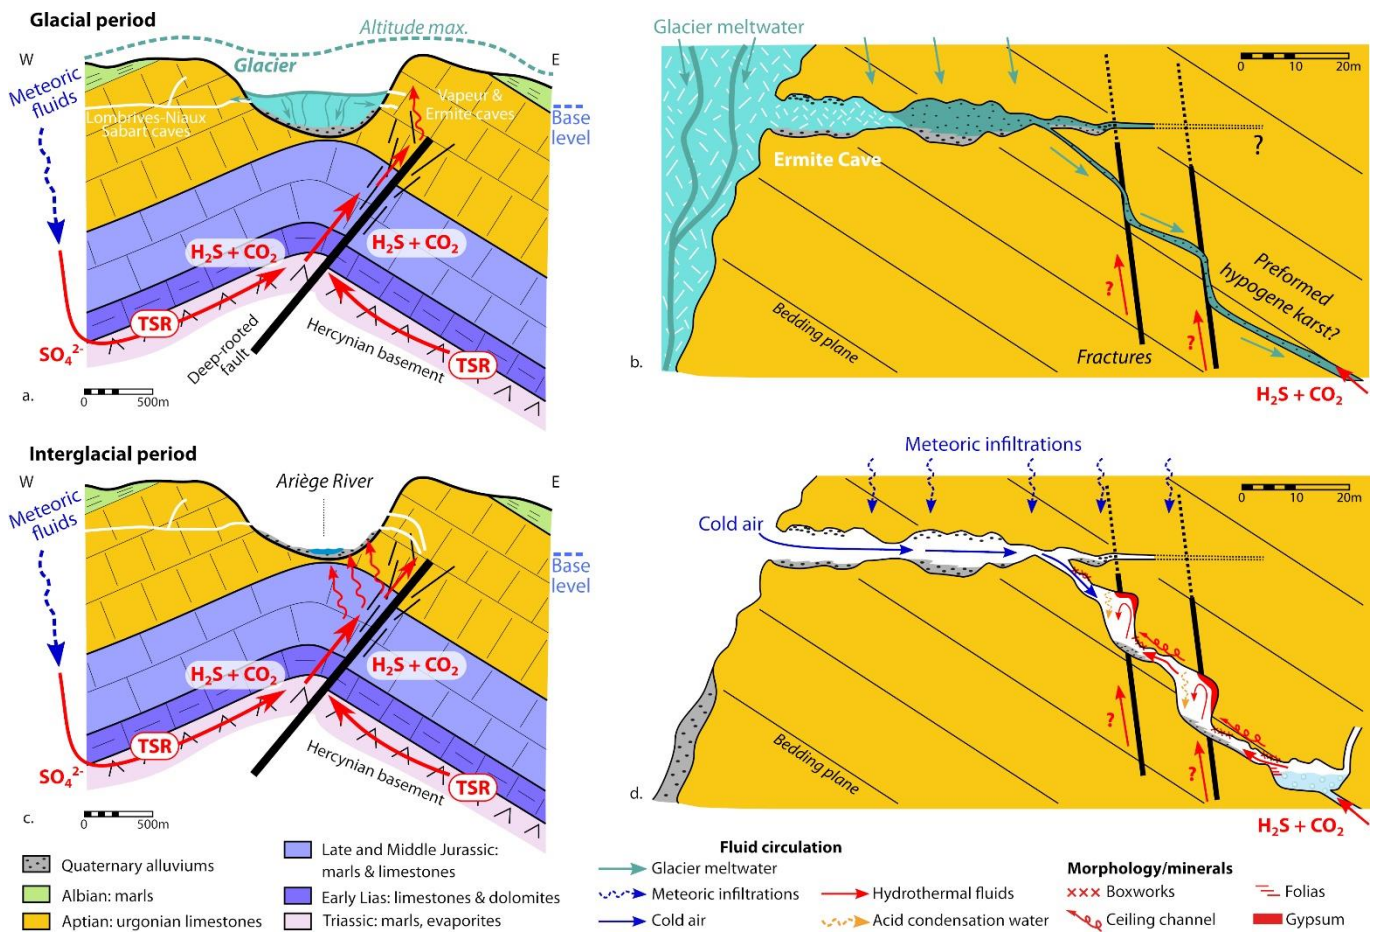 Glacial period
Altitude max.
W
Glacier
E
Meteoric
fluids
Lombrives-Niaux
Sabart caves
Vapeur &
Ermite caves
Base
level
H₂S + CO₂
H₂S + CO₂
TSR
SO₄²⁻
Deep-rooted
fault
Hercynian basement
TSR
a.
0
500m
Glacier meltwater
0
10
20m
Ermite Cave
?
Bedding plane
Fractures
?
?
Preformed
hypogene karst?
b.
H₂S + CO₂
Interglacial period
W
Ariège River
E
Meteoric
fluids
Base
level
H₂S + CO₂
H₂S + CO₂
TSR
SO₄²⁻
Hercynian basement
TSR
c.
0
500m
Meteoric infiltrations
0
10
20m
Cold air
Bedding plane
?
?
d.
H₂S + CO₂
Quaternary alluviums
Albian: marls
Aptian: urgonian limestones
Late and Middle Jurassic:
marls & limestones
Early Lias: limestones & dolomites
Triassic: marls, evaporites
Fluid circulation
Glacier meltwater
Meteoric infiltrations
Cold air
Hydrothermal fluids
Acid condensation water
Morphology/minerals
Boxworks
Ceiling channel
Folias
Gypsum